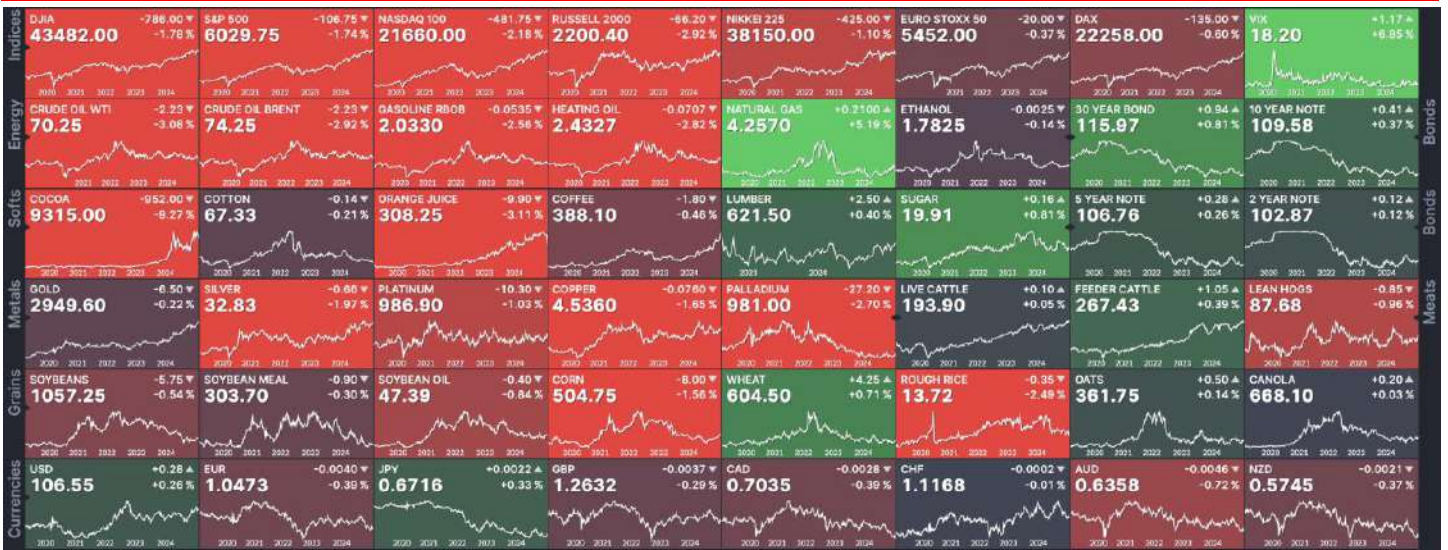 Indices
DJIA -786.00 ▼
43482.00 -1.78 %
S&P 500 -106.75 ▼
6029.75 -1.74 %
NASDAQ 100 -481.75 ▼
21660.00 -2.18 %
RUSSELL 2000 -66.20 ▼
2200.40 -2.92 %
NIKKEI 225 -425.00 ▼
38150.00 -1.10 %
EURO STOXX 50 -20.00 ▼
5452.00 -0.37 %
DAX -135.00 ▼
22258.00 -0.60 %
VIX +1.17 ▲
18.20 +6.85 %
Energy
CRUDE OIL WTI -2.23 ▼
70.25 -3.08 %
CRUDE OIL BRENT -2.23 ▼
74.25 -2.92 %
GASOLINE RBOB -0.0535 ▼
2.0330 -2.56 %
HEATING OIL -0.0707 ▼
2.4327 -2.82 %
NATURAL GAS +0.2100 ▲
4.2570 +5.19 %
ETHANOL -0.0025 ▼
1.7825 -0.14 %
30 YEAR BOND +0.94 ▲
115.97 +0.81 %
10 YEAR NOTE +0.41 ▲
109.58 +0.37 %
Bonds
Softs
COCOA -952.00 ▼
9315.00 -9.27 %
COTTON -0.14 ▼
67.33 -0.21 %
ORANGE JUICE -9.90 ▼
308.25 -3.11 %
COFFEE -1.80 ▼
388.10 -0.46 %
LUMBER +2.50 ▲
621.50 +0.40 %
SUGAR +0.16 ▲
19.91 +0.81 %
5 YEAR NOTE +0.28 ▲
106.76 +0.26 %
2 YEAR NOTE +0.12 ▲
102.87 +0.12 %
Bonds
Metals
GOLD -6.50 ▼
2949.60 -0.22 %
SILVER -0.66 ▼
32.83 -1.97 %
PLATINUM -10.30 ▼
986.90 -1.03 %
COPPER -0.0760 ▼
4.5360 -1.65 %
PALLADIUM -27.20 ▼
981.00 -2.70 %
LIVE CATTLE +0.10 ▲
193.90 +0.05 %
FEEDER CATTLE +1.05 ▲
267.43 +0.39 %
LEAN HOGS -0.85 ▼
87.68 -0.96 %
Meats
Grains
SOYBEANS -5.75 ▼
1057.25 -0.54 %
SOYBEAN MEAL -0.90 ▼
303.70 -0.30 %
SOYBEAN OIL -0.40 ▼
47.39 -0.84 %
CORN -8.00 ▼
504.75 -1.56 %
WHEAT +4.25 ▲
604.50 +0.71 %
ROUGH RICE -0.35 ▼
13.72 -2.49 %
OATS +0.50 ▲
361.75 +0.14 %
CANOLA +0.20 ▲
668.10 +0.03 %
Currencies
USD +0.28 ▲
106.55 +0.26 %
EUR -0.0040 ▼
1.0473 -0.39 %
JPY +0.0022 ▲
0.6716 +0.33 %
GBP -0.0037 ▼
1.2632 -0.29 %
CAD -0.0028 ▼
0.7035 -0.39 %
CHF -0.0002 ▼
1.1168 -0.01 %
AUD -0.0046 ▼
0.6358 -0.72 %
NZD -0.0021 ▼
0.5745 -0.37 %
2020 2021 2022 2023 2024